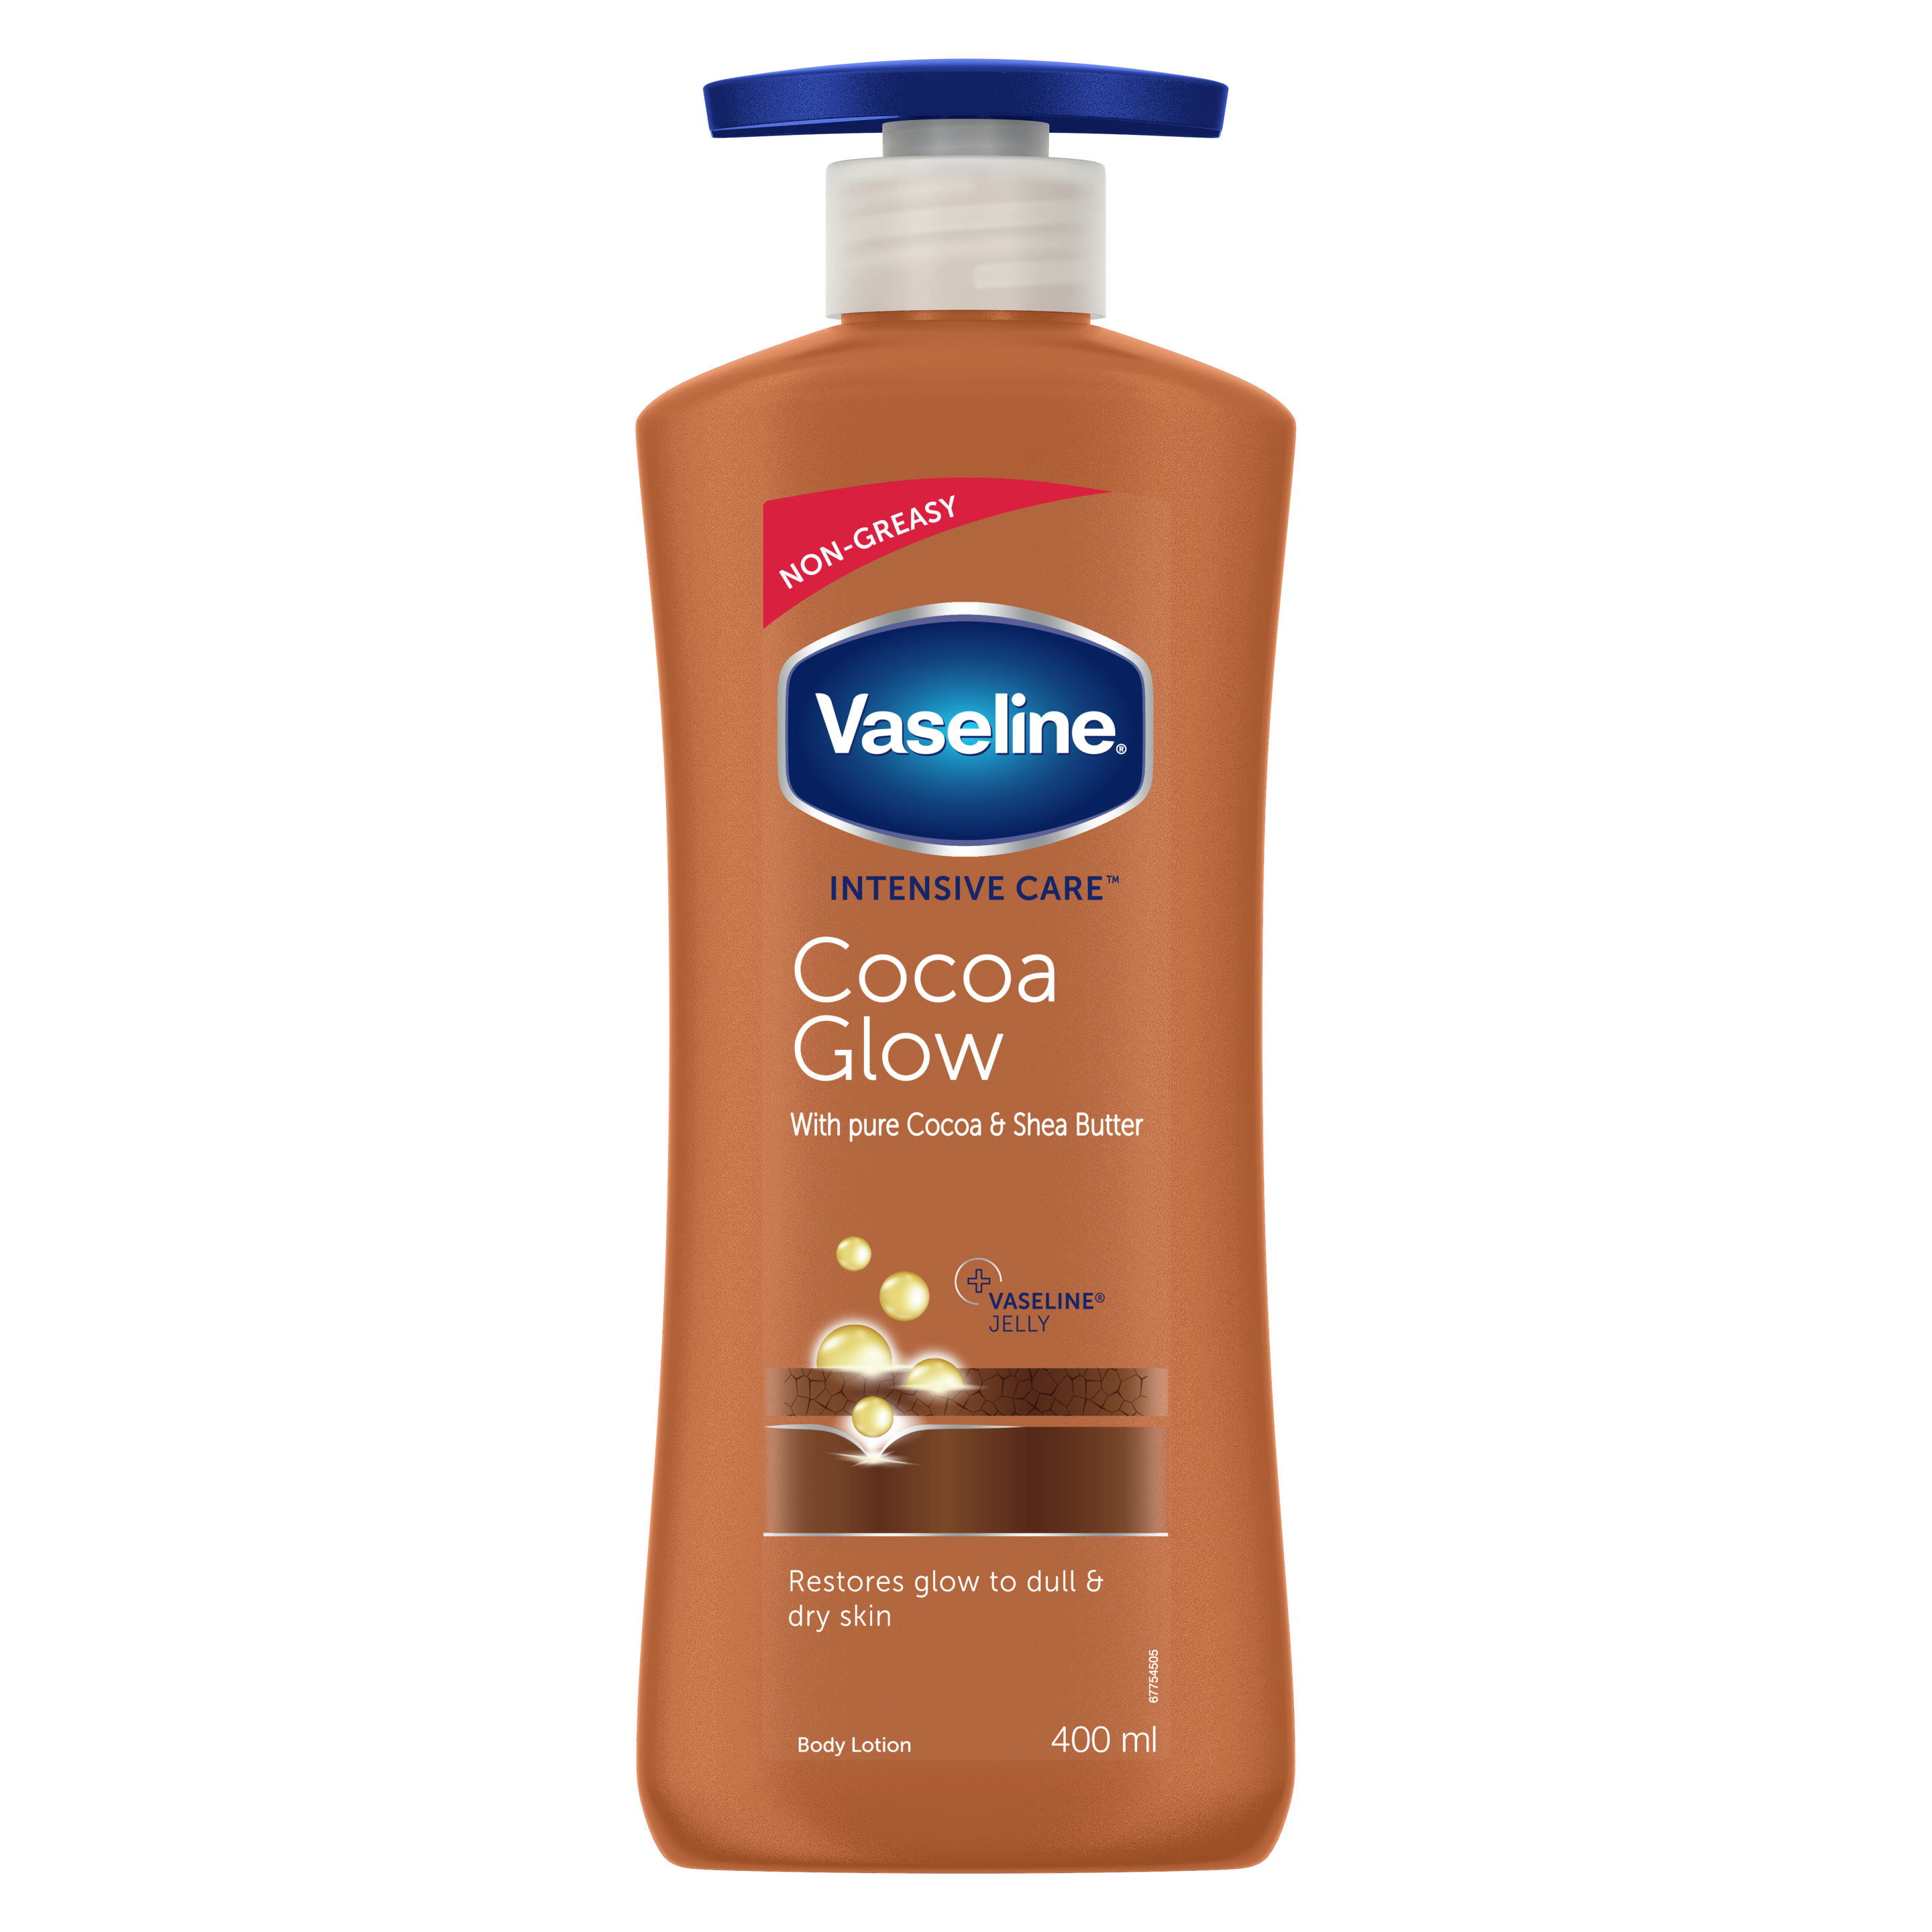 NON-GREASY
Vaseline®
INTENSIVE CARE™
Cocoa
Glow
With pure Cocoa & Shea Butter
VASELINE®
JELLY
Restores glow to dull &
dry skin
67754505
Body Lotion 400 ml